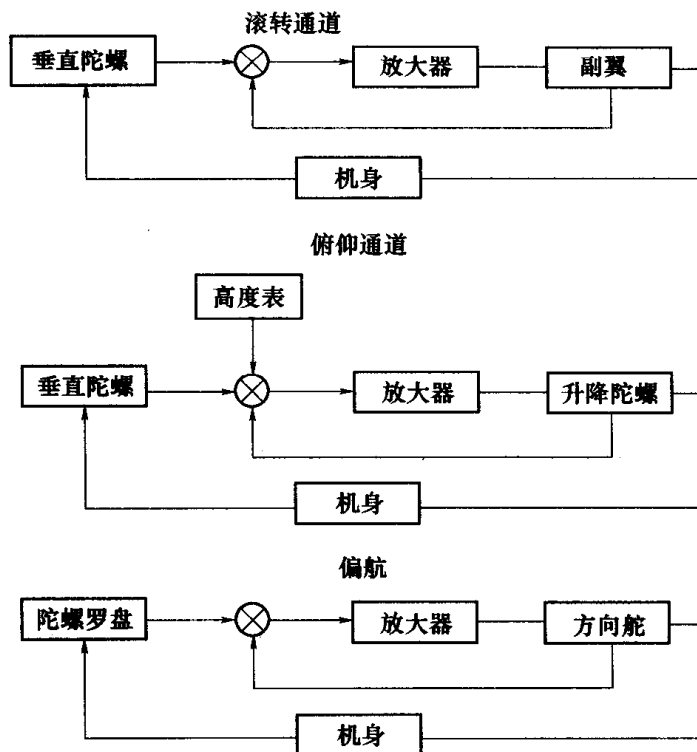 滚转通道
垂直陀螺
放大器
副翼
机身
俯仰通道
高度表
垂直陀螺
放大器
升降陀螺
机身
偏航
陀螺罗盘
放大器
方向舵
机身